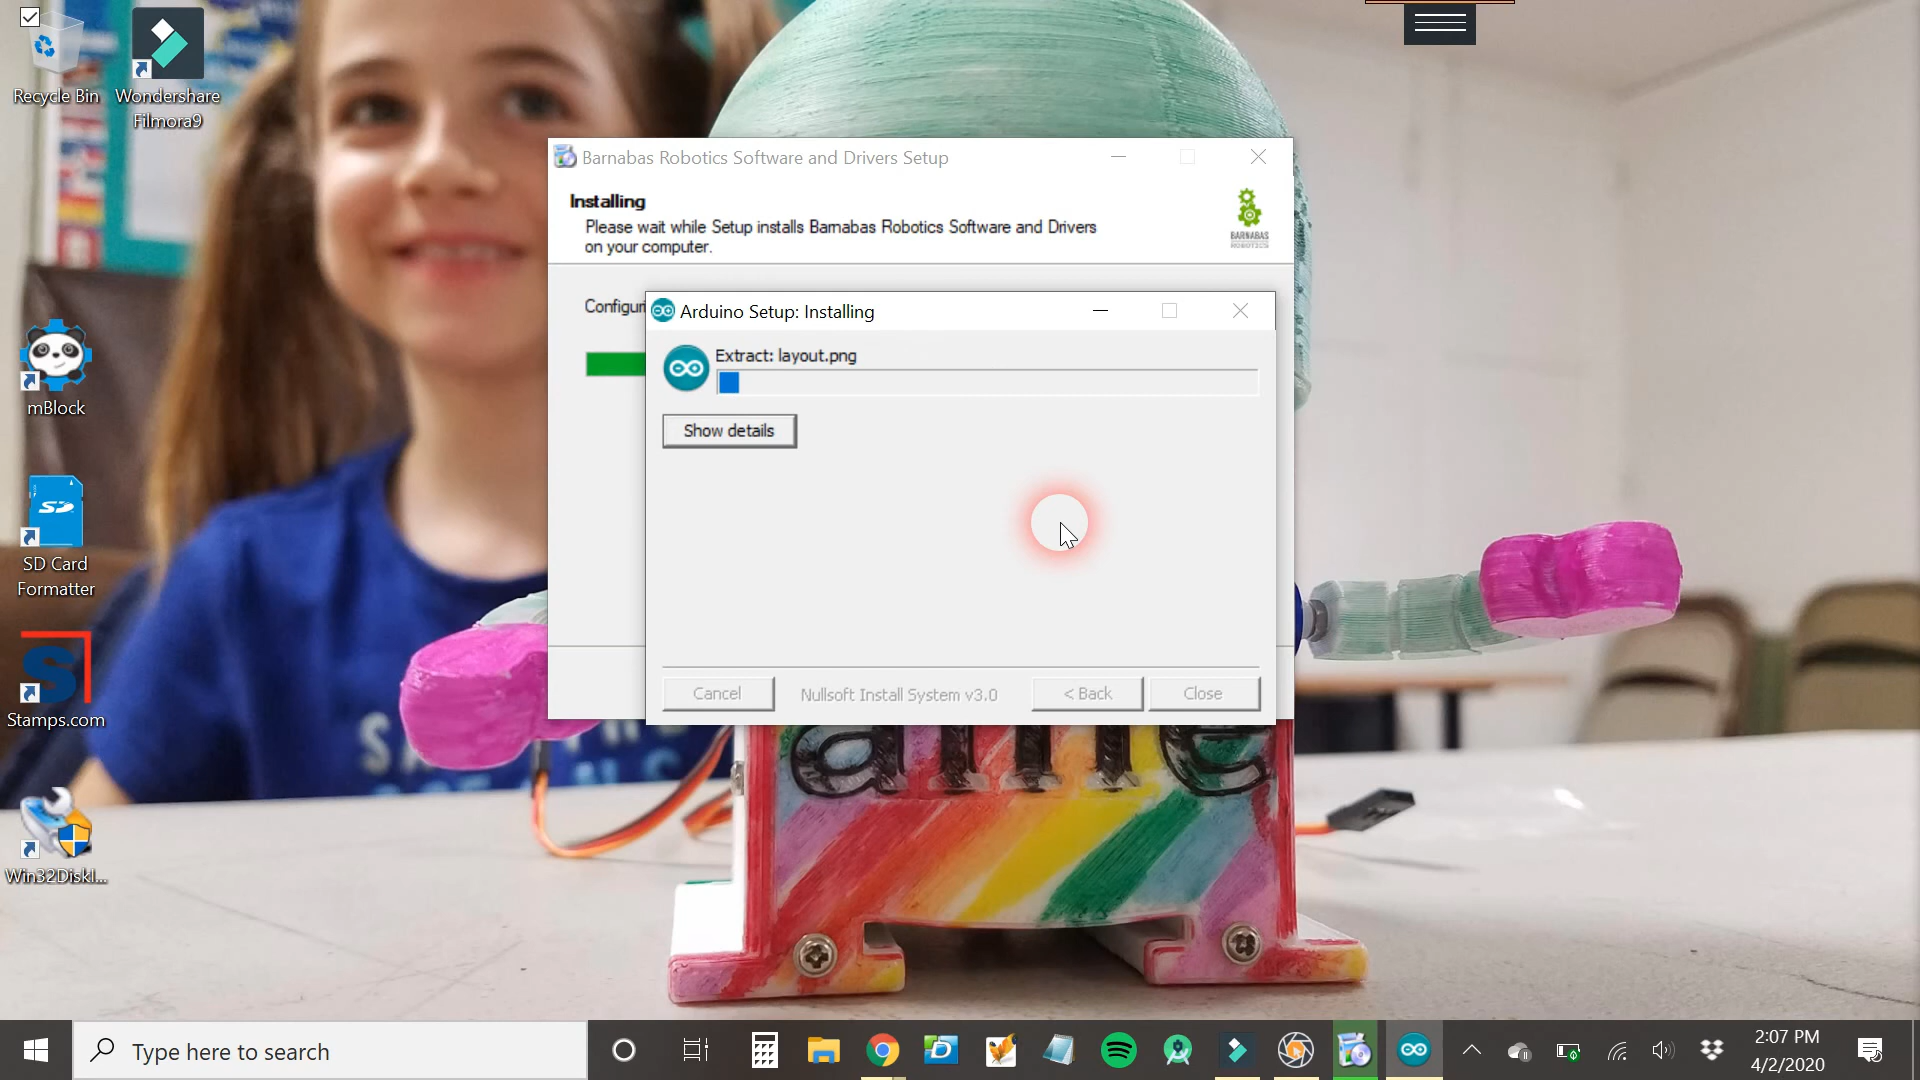 Recycle Bin
Wondershare
Filmora9
mBlock
SD
SD Card
Formatter
S
Stamps.com
Win32DiskI...
Barnabas Robotics Software and Drivers Setup
Installing
Please wait while Setup installs Barnabas Robotics Software and Drivers
on your computer.
BARNABAS
ROBOTICS
Arduino Setup: Installing
Extract: layout.png
Show details
Cancel
Nullsoft Install System v3.0
< Back
Close
Type here to search
2:07 PM
4/2/2020